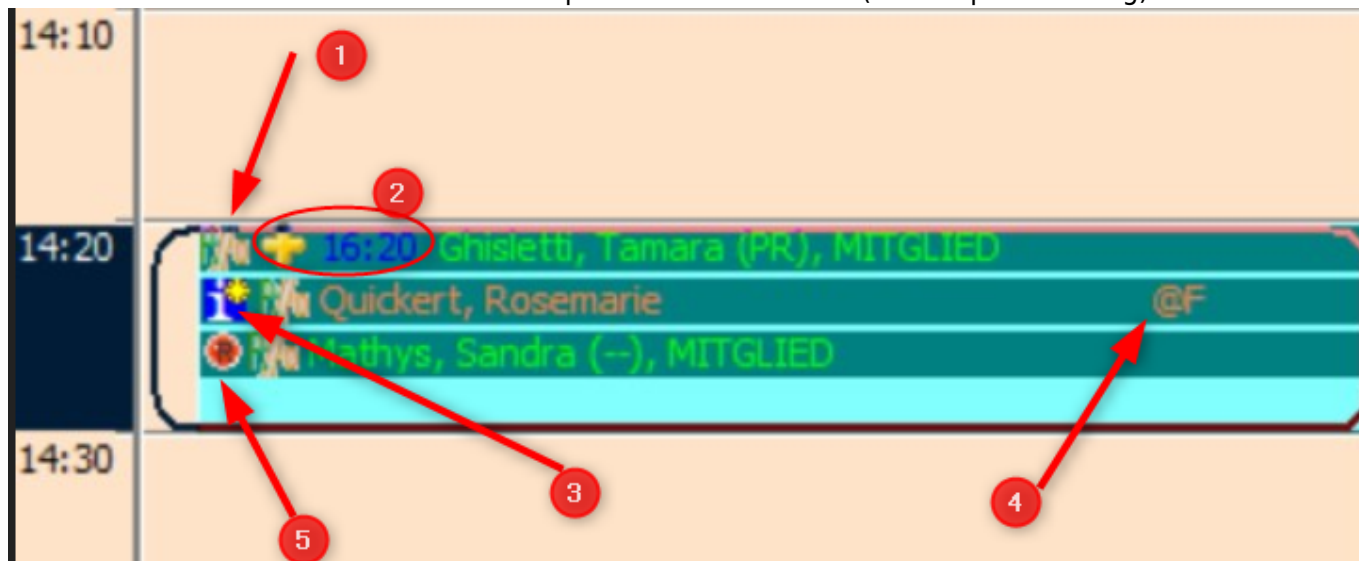 14:10
1
2
14:20
16:20 Ghisletti, Tamara (PR), MITGLIED
i Quickert, Rosemarie @F
R Mathys, Sandra (--), MITGLIED
14:30
3
4
5